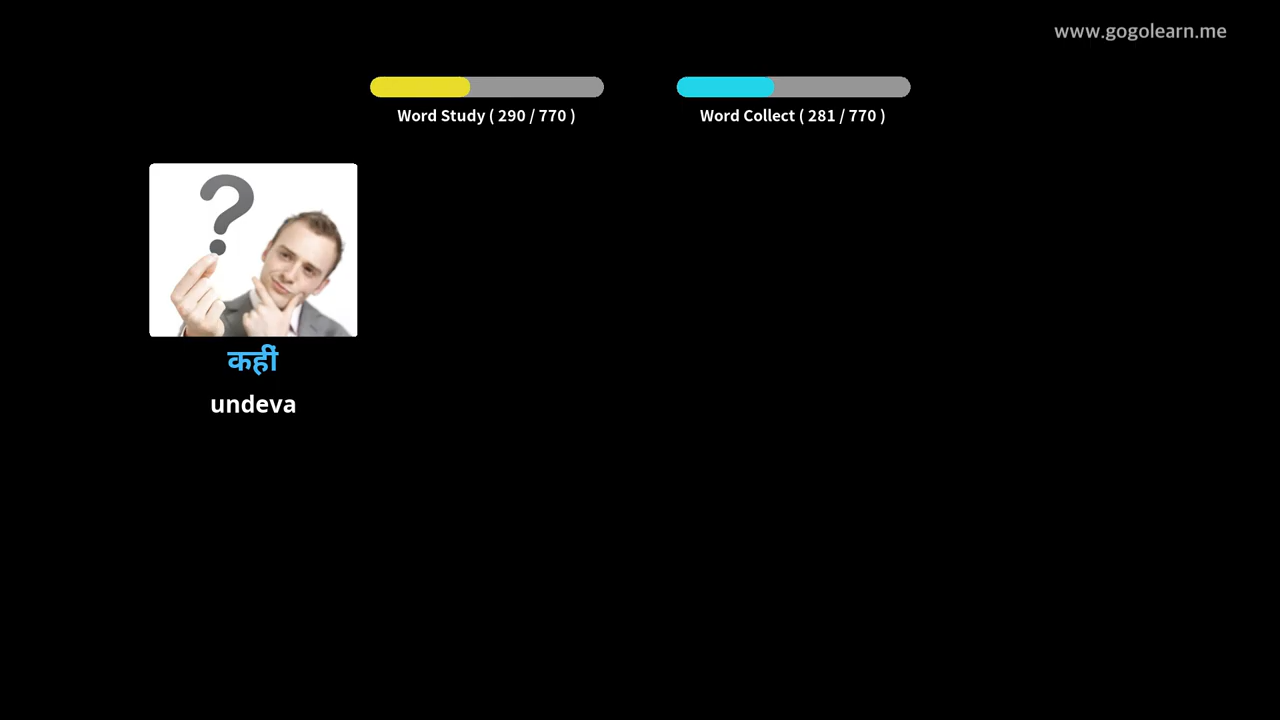 www.gogolearn.me
Word Study ( 290 / 770 )
Word Collect ( 281 / 770 )
?
कहीं
undeva